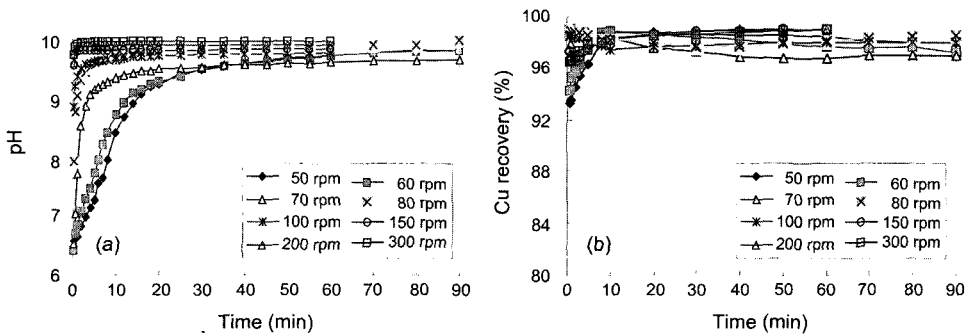 pH
10
9
8
7
6
(a)
50 rpm
60 rpm
70 rpm
80 rpm
100 rpm
150 rpm
200 rpm
300 rpm
0 10 20 30 40 50 60 70 80 90
Time (min)
Cu recovery (%)
100
96
92
88
84
80
(b)
50 rpm
60 rpm
70 rpm
80 rpm
100 rpm
150 rpm
200 rpm
300 rpm
0 10 20 30 40 50 60 70 80 90
Time (min)